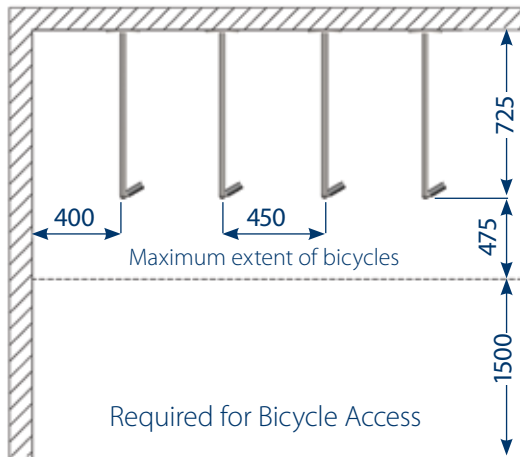 725
400
450
475
Maximum extent of bicycles
1500
Required for Bicycle Access